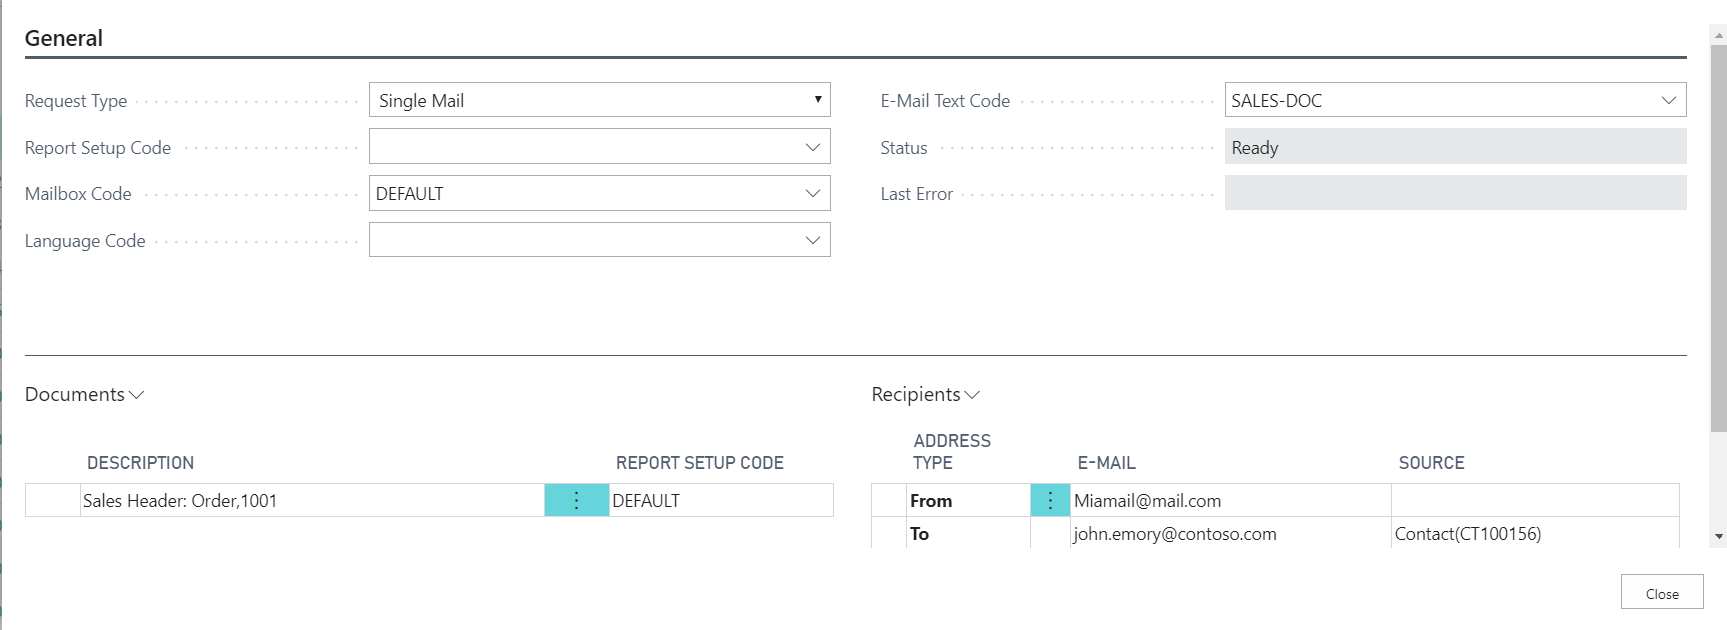 General
Request Type Single Mail
Report Setup Code
Mailbox Code DEFAULT
Language Code
E-Mail Text Code SALES-DOC
Status Ready
Last Error
Documents
DESCRIPTION REPORT SETUP CODE
Sales Header: Order,1001 DEFAULT
Recipients
ADDRESS
TYPE E-MAIL SOURCE
From Miamail@mail.com
To john.emory@contoso.com Contact(CT100156)
Close